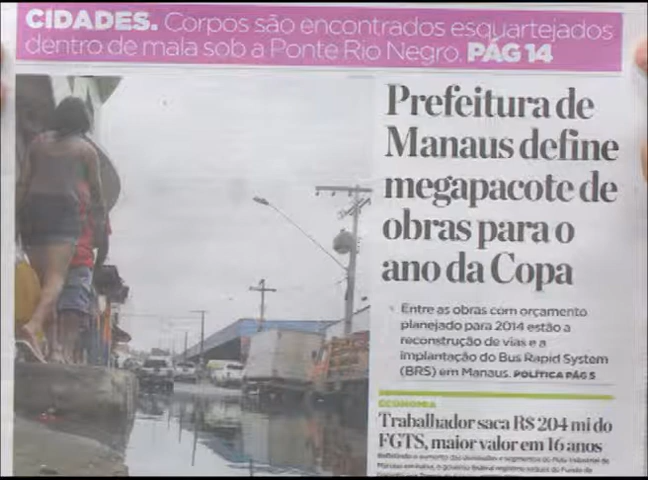 CIDADES. Corpos são encontrados esquartejados
dentro de mala sob a Ponte Rio Negro. PÁG 14
Prefeitura de
Manaus define
megapacote de
obras para o
ano da Copa
Entre as obras com orçamento
planejado para 2014 estão a
reconstrução de vias e a
implantação do Bus Rapid System
(BRS) em Manaus. POLÍTICA PÁG 5
ECONOMIA
Trabalhador saca R$ 204 mi do
FGTS, maior valor em 16 anos